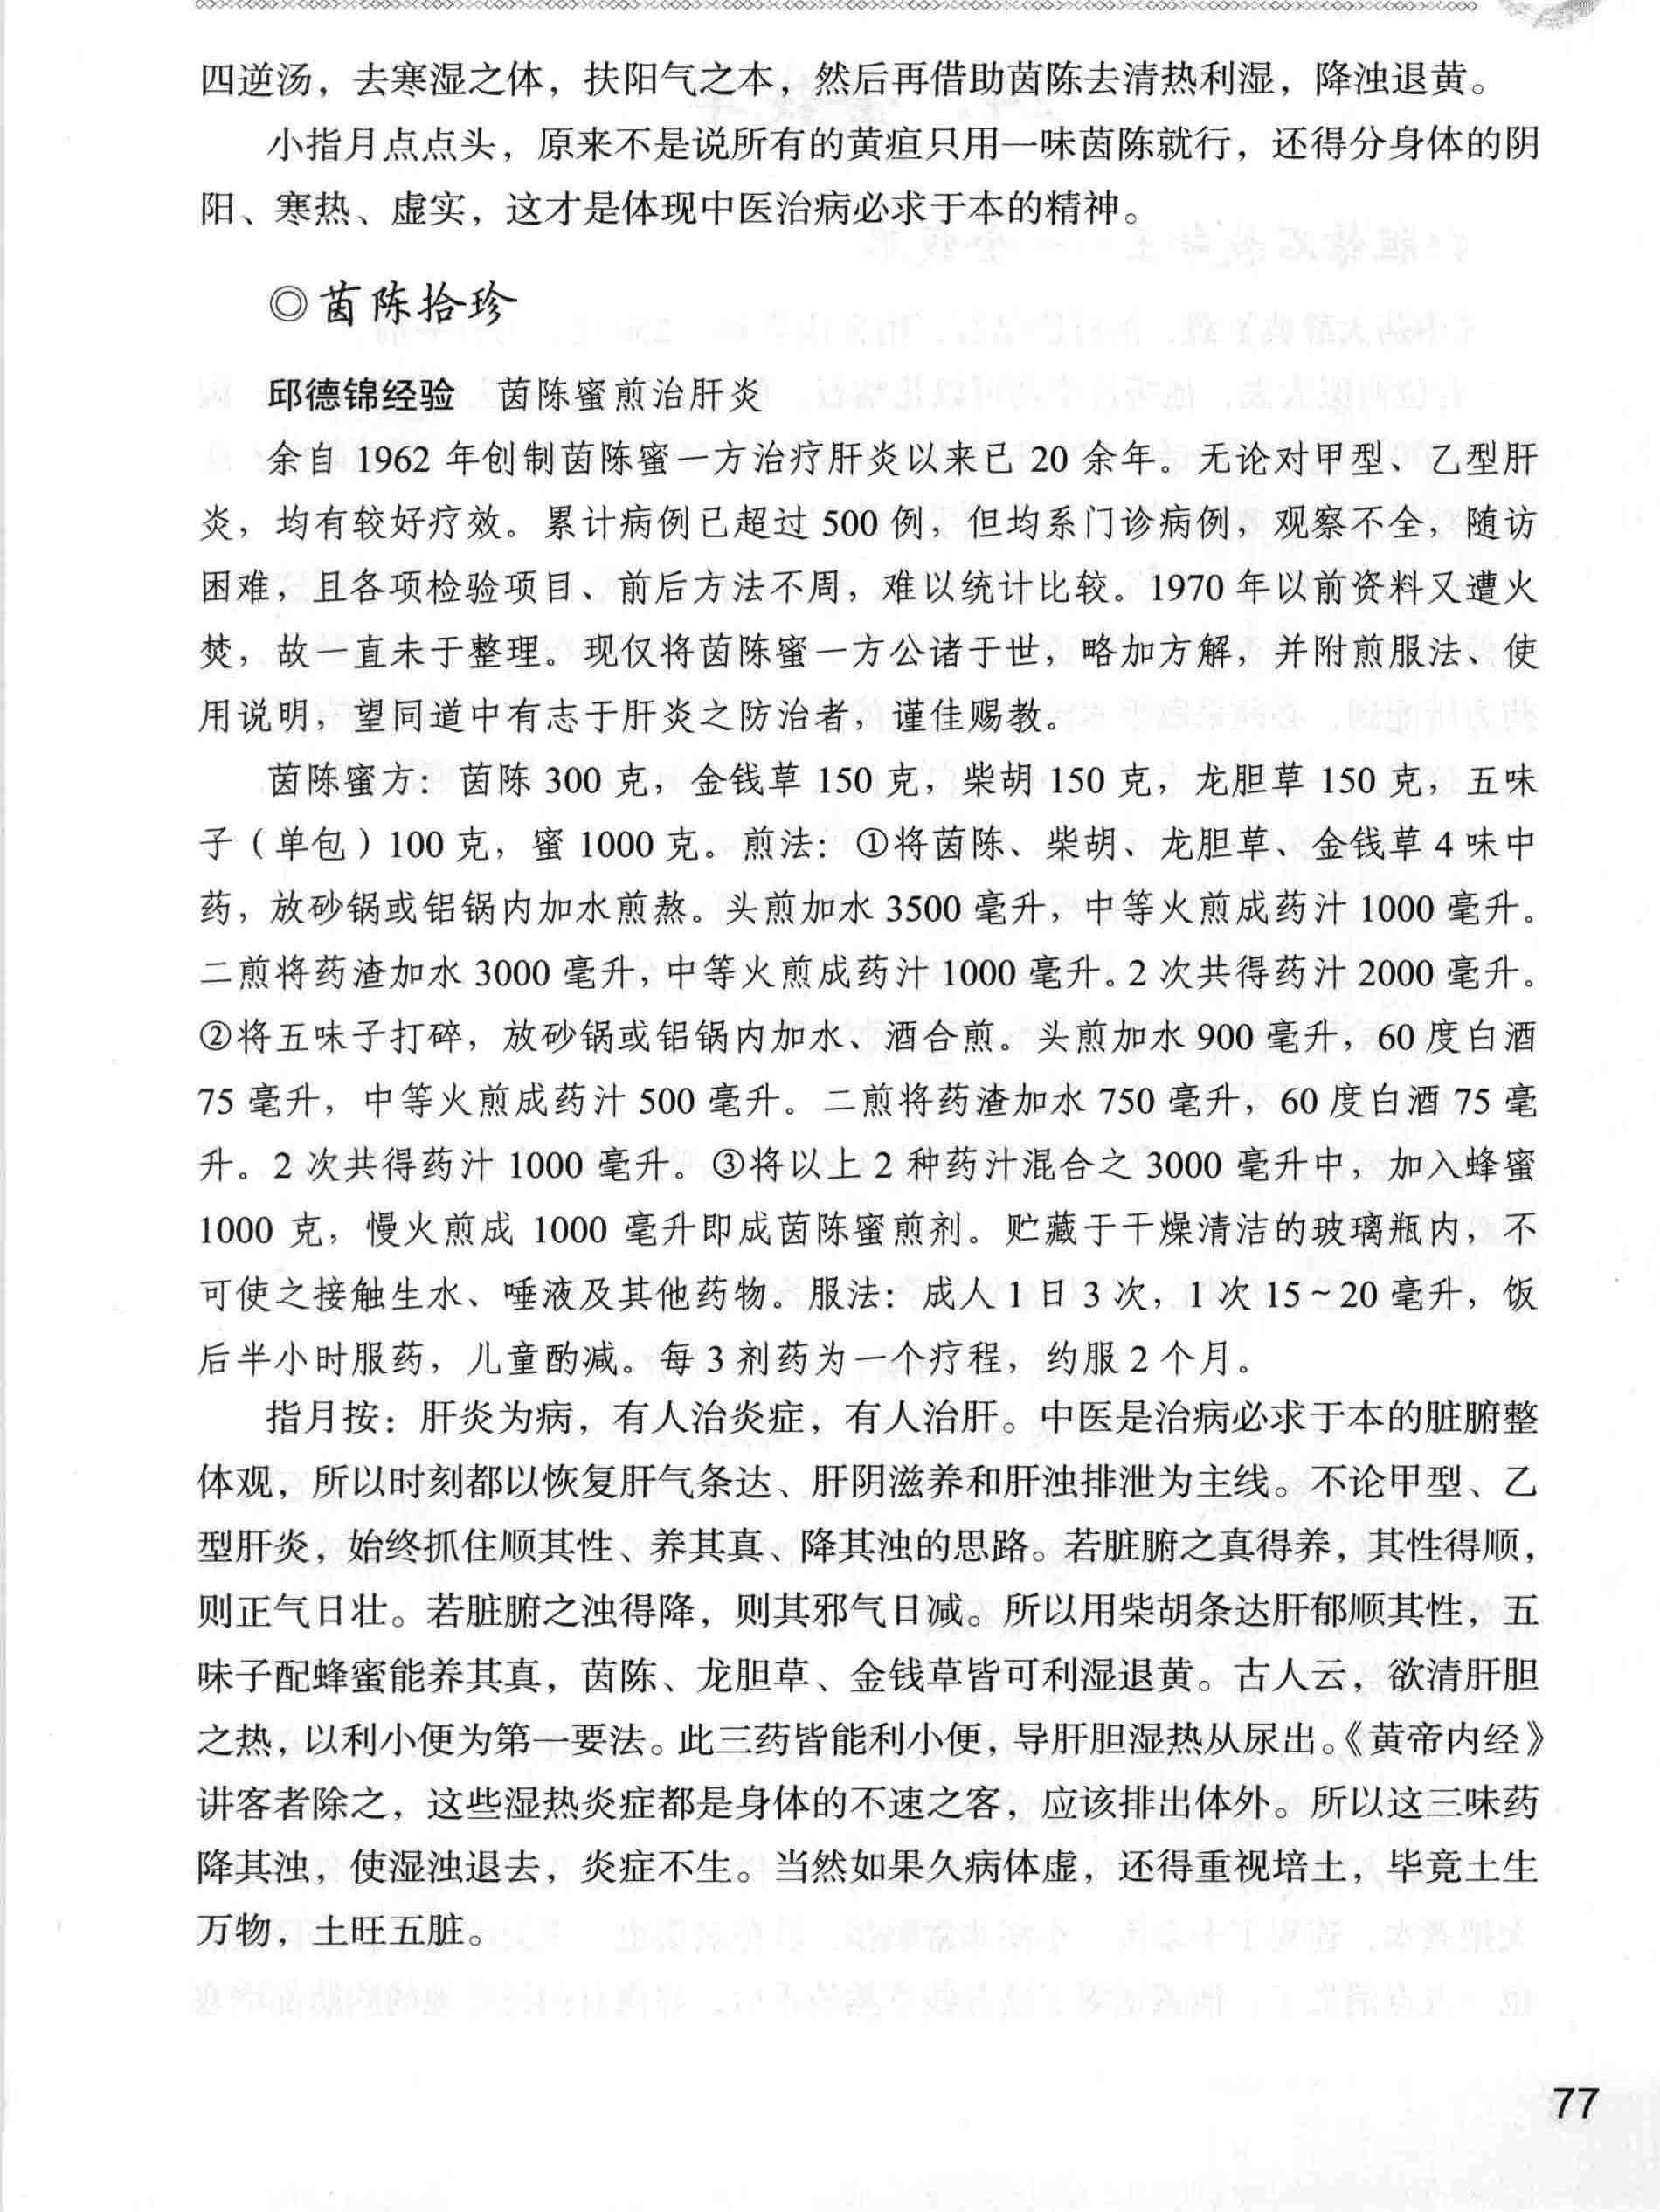 四逆汤，去寒湿之体，扶阳气之本，然后再借助茵陈去清热利湿，降浊退黄。
小指月点点头，原来不是说所有的黄疸只用一味茵陈就行，还得分身体的阴
阳、寒热、虚实，这才是体现中医治病必求于本的精神。
◎茵陈拾珍
邱德锦经验　茵陈蜜煎治肝炎
余自 1962 年创制茵陈蜜一方治疗肝炎以来已 20 余年。无论对甲型、乙型肝
炎，均有较好疗效。累计病例已超过 500 例，但均系门诊病例，观察不全，随访
困难，且各项检验项目、前后方法不周，难以统计比较。1970 年以前资料又遭火
焚，故一直未于整理。现仅将茵陈蜜一方公诸于世，略加方解，并附煎服法、使
用说明，望同道中有志于肝炎之防治者，谨佳赐教。
茵陈蜜方：茵陈 300 克，金钱草 150 克，柴胡 150 克，龙胆草 150 克，五味
子（单包）100 克，蜜 1000 克。煎法：①将茵陈、柴胡、龙胆草、金钱草 4 味中
药，放砂锅或铝锅内加水煎熬。头煎加水 3500 毫升，中等火煎成药汁 1000 毫升。
二煎将药渣加水 3000 毫升，中等火煎成药汁 1000 毫升。2 次共得药汁 2000 毫升。
②将五味子打碎，放砂锅或铝锅内加水、酒合煎。头煎加水 900 毫升，60 度白酒
75 毫升，中等火煎成药汁 500 毫升。二煎将药渣加水 750 毫升，60 度白酒 75 毫
升。2 次共得药汁 1000 毫升。③将以上 2 种药汁混合之 3000 毫升中，加入蜂蜜
1000 克，慢火煎成 1000 毫升即成茵陈蜜煎剂。贮藏于干燥清洁的玻璃瓶内，不
可使之接触生水、唾液及其他药物。服法：成人 1 日 3 次，1 次 15～20 毫升，饭
后半小时服药，儿童酌减。每 3 剂药为一个疗程，约服 2 个月。
指月按：肝炎为病，有人治炎症，有人治肝。中医是治病必求于本的脏腑整
体观，所以时刻都以恢复肝气条达、肝阴滋养和肝浊排泄为主线。不论甲型、乙
型肝炎，始终抓住顺其性、养其真、降其浊的思路。若脏腑之真得养，其性得顺，
则正气日壮。若脏腑之浊得降，则其邪气日减。所以用柴胡条达肝郁顺其性，五
味子配蜂蜜能养其真，茵陈、龙胆草、金钱草皆可利湿退黄。古人云，欲清肝胆
之热，以利小便为第一要法。此三药皆能利小便，导肝胆湿热从尿出。《黄帝内经》
讲客者除之，这些湿热炎症都是身体的不速之客，应该排出体外。所以这三味药
降其浊，使湿浊退去，炎症不生。当然如果久病体虚，还得重视培土，毕竟土生
万物，土旺五脏。
77